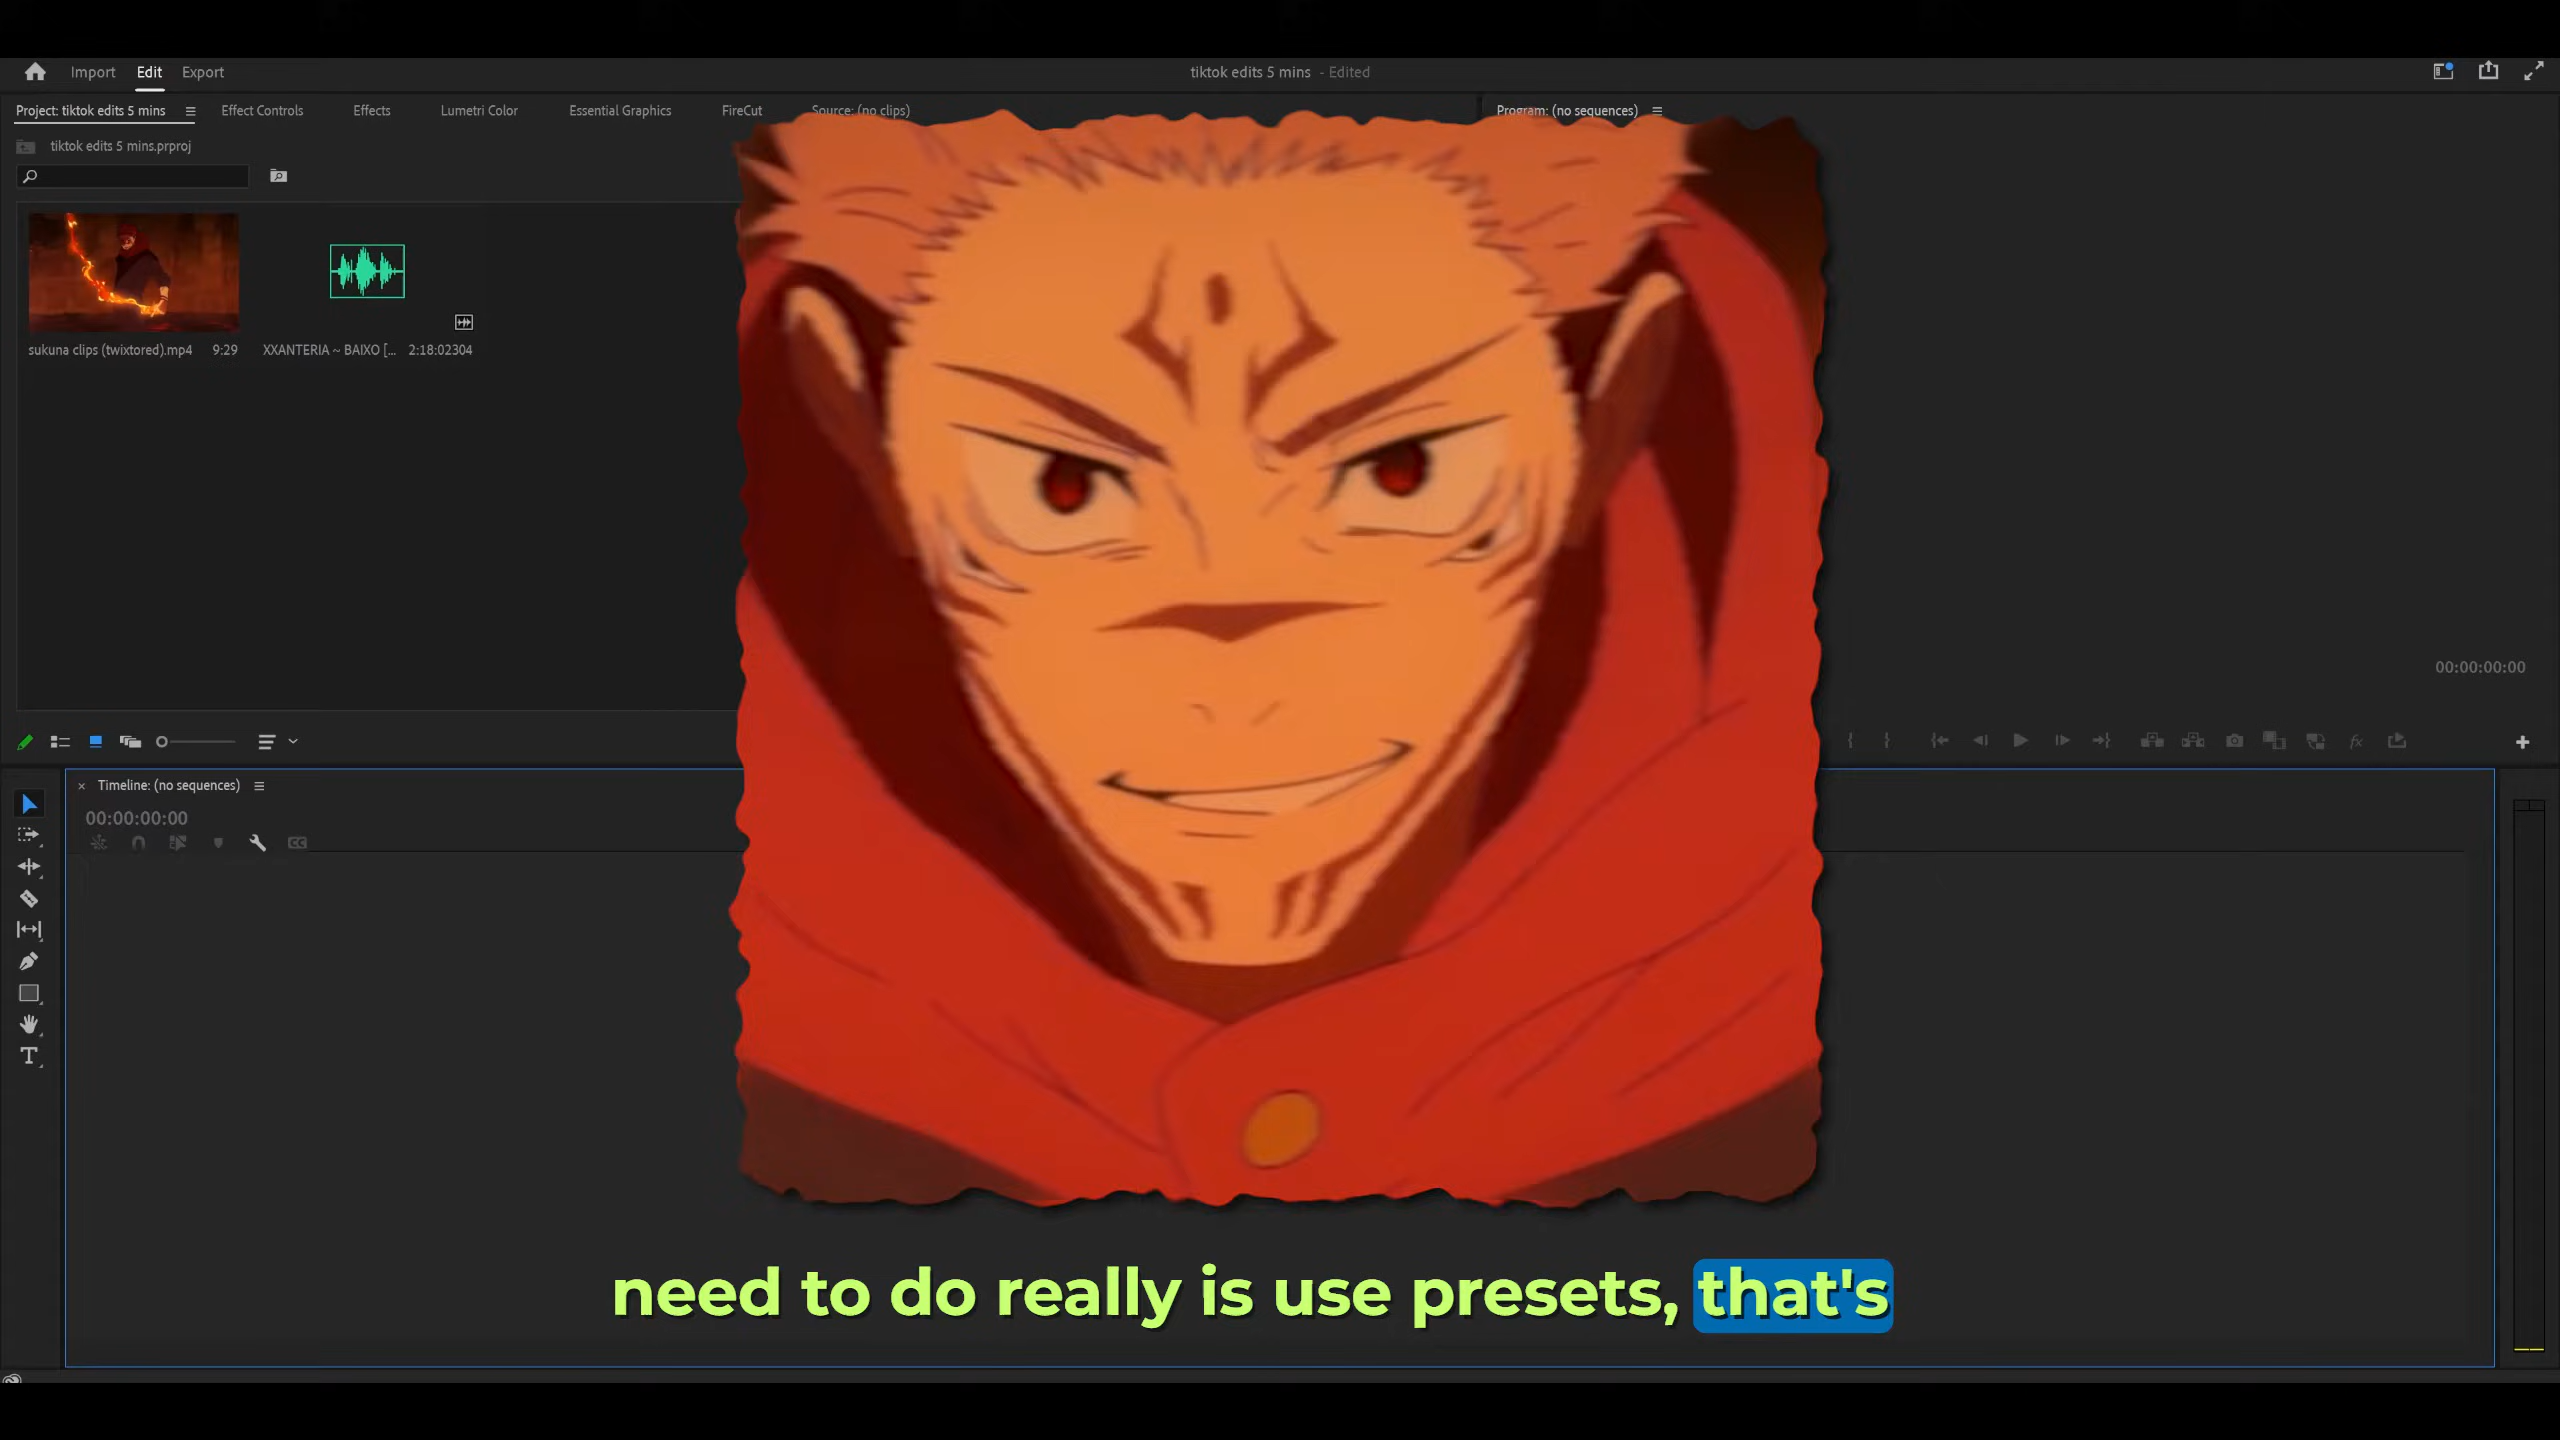 Import Edit Export
tiktok edits 5 mins - Edited
Project: tiktok edits 5 mins Effect Controls Effects Lumetri Color Essential Graphics FireCut Source: (no clips)
Program: (no sequences)
tiktok edits 5 mins.prproj
sukuna clips (twixtored).mp4 9:29
XXANTERIA ~ BAIXO [... 2:18:02304
00:00:00:00
fx
Timeline: (no sequences)
00:00:00:00
CC
T
need to do really is use presets, that's